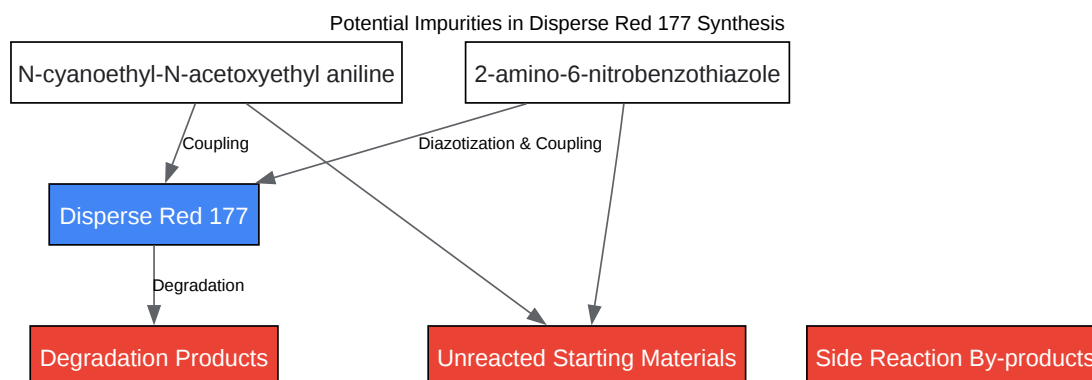 Potential Impurities in Disperse Red 177 Synthesis
N-cyanoethyl-N-acetoxyethyl aniline
2-amino-6-nitrobenzothiazole
Coupling
Diazotization & Coupling
Disperse Red 177
Degradation
Degradation Products
Unreacted Starting Materials
Side Reaction By-products